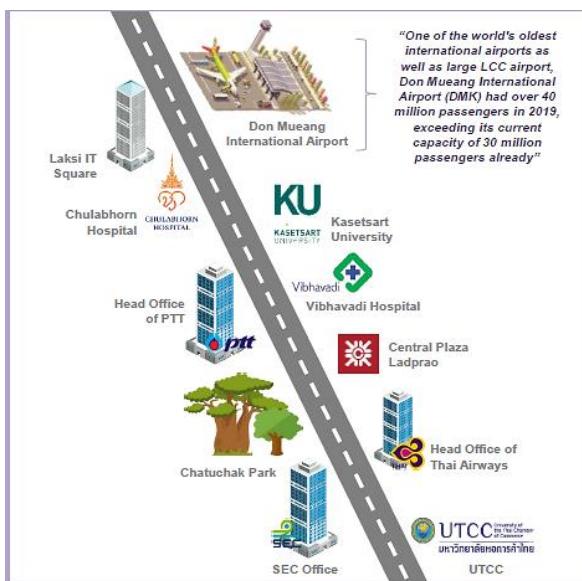 “One of the world's oldest
international airports as
well as large LCC airport,
Don Mueang International
Airport (DMK) had over 40
million passengers in 2019,
exceeding its current
capacity of 30 million
passengers already”
Don Mueang
International Airport
Laksi IT
Square
Chulabhorn
Hospital
CHULABHORN
HOSPITAL
KU
KASETSART
UNIVERSITY
Kasetsart
University
Vibhavadi
Vibhavadi Hospital
Head Office
of PTT
ptt
Central Plaza
Ladprao
Chatuchak Park
THAI
Head Office of
Thai Airways
SEC
SEC Office
UTCC
University of
the Thai Chamber
of Commerce
มหาวิทยาลัยหอการค้าไทย
UTCC